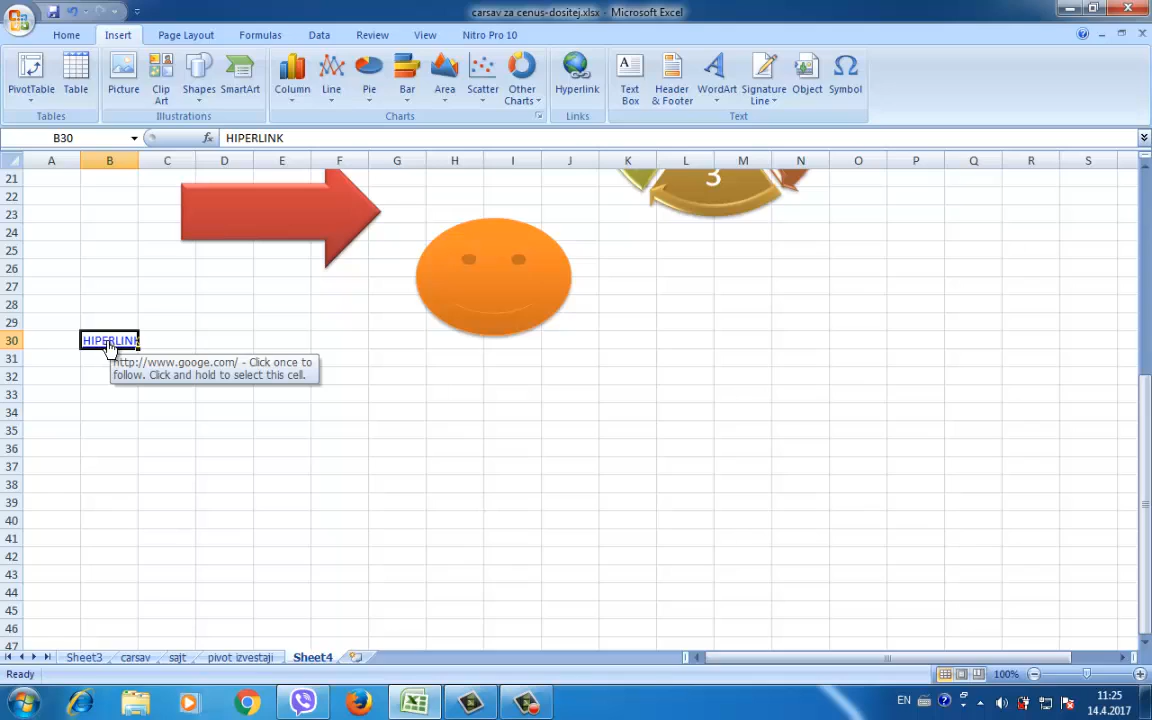 carsav za cenus-dositej.xlsx - Microsoft Excel
Home Insert Page Layout Formulas Data Review View Nitro Pro 10
PivotTable Table Picture Clip Art Shapes SmartArt Column Line Pie Bar Area Scatter Other Charts Hyperlink Text Box Header & Footer WordArt Signature Line Object Symbol
Tables Illustrations Charts Links Text
B30 fx HIPERLINK
A B C D E F G H I J K L M N O P Q R S
21
3
22
23
24
25
26
27
28
29
30 HIPERLINK
31
http://www.googe.com/ - Click once to
follow. Click and hold to select this cell.
32
33
34
35
36
37
38
39
40
41
42
43
44
45
46
47
Sheet3 carsav sajt pivot izvestaji Sheet4
Ready 100%
EN 11:25
14.4.2017